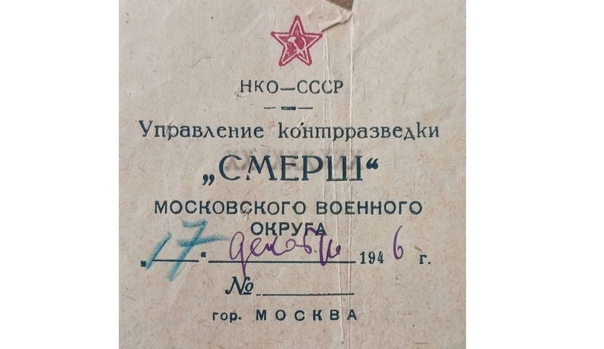 НКО—СССР
Управление контрразведки
„СМЕРШ“
МОСКОВСКОГО ВОЕННОГО
ОКРУГА
„17“ декабря 1946 г.
№
гор. МОСКВА